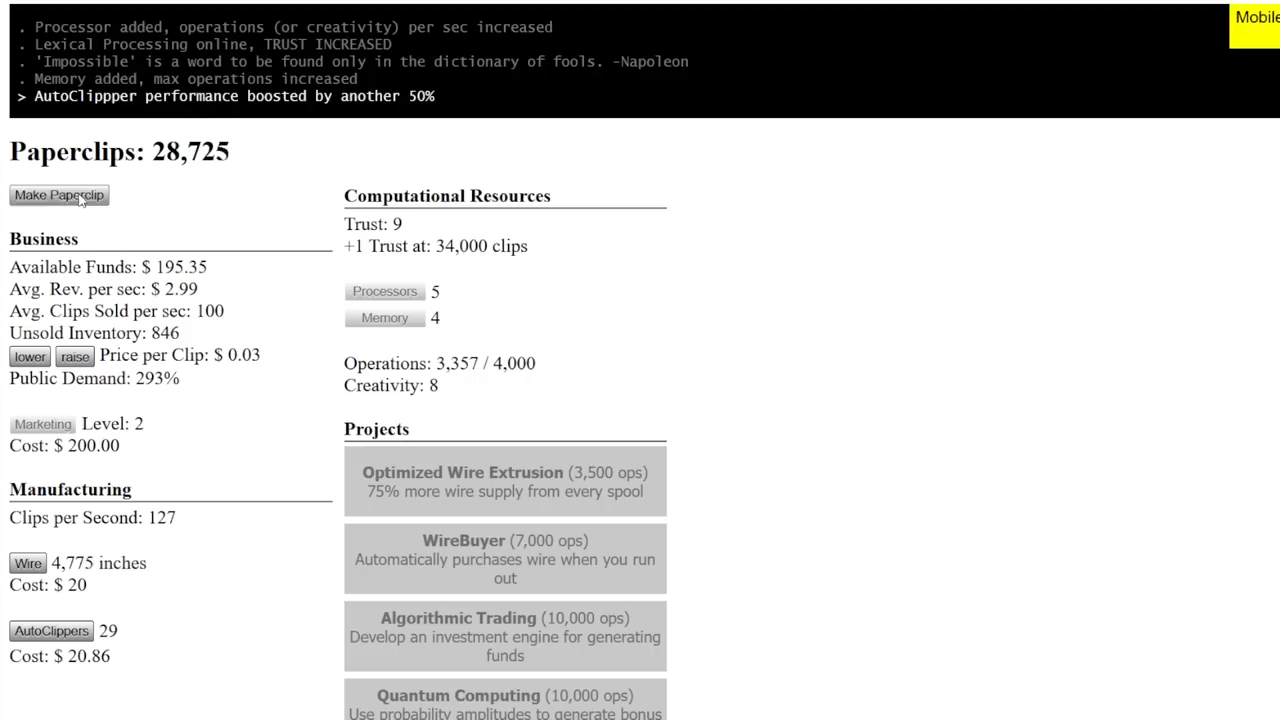 . Processor added, operations (or creativity) per sec increased
. Lexical Processing online, TRUST INCREASED
. 'Impossible' is a word to be found only in the dictionary of fools. -Napoleon
. Memory added, max operations increased
> AutoClippper performance boosted by another 50%
Mobile
Paperclips: 28,725
Make Paperclip
Business
Available Funds: $ 195.35
Avg. Rev. per sec: $ 2.99
Avg. Clips Sold per sec: 100
Unsold Inventory: 846
lower raise Price per Clip: $ 0.03
Public Demand: 293%
Marketing Level: 2
Cost: $ 200.00
Manufacturing
Clips per Second: 127
Wire 4,775 inches
Cost: $ 20
AutoClippers 29
Cost: $ 20.86
Computational Resources
Trust: 9
+1 Trust at: 34,000 clips
Processors 5
Memory 4
Operations: 3,357 / 4,000
Creativity: 8
Projects
Optimized Wire Extrusion (3,500 ops)
75% more wire supply from every spool
WireBuyer (7,000 ops)
Automatically purchases wire when you run
out
Algorithmic Trading (10,000 ops)
Develop an investment engine for generating
funds
Quantum Computing (10,000 ops)
Use probability amplitudes to generate bonus